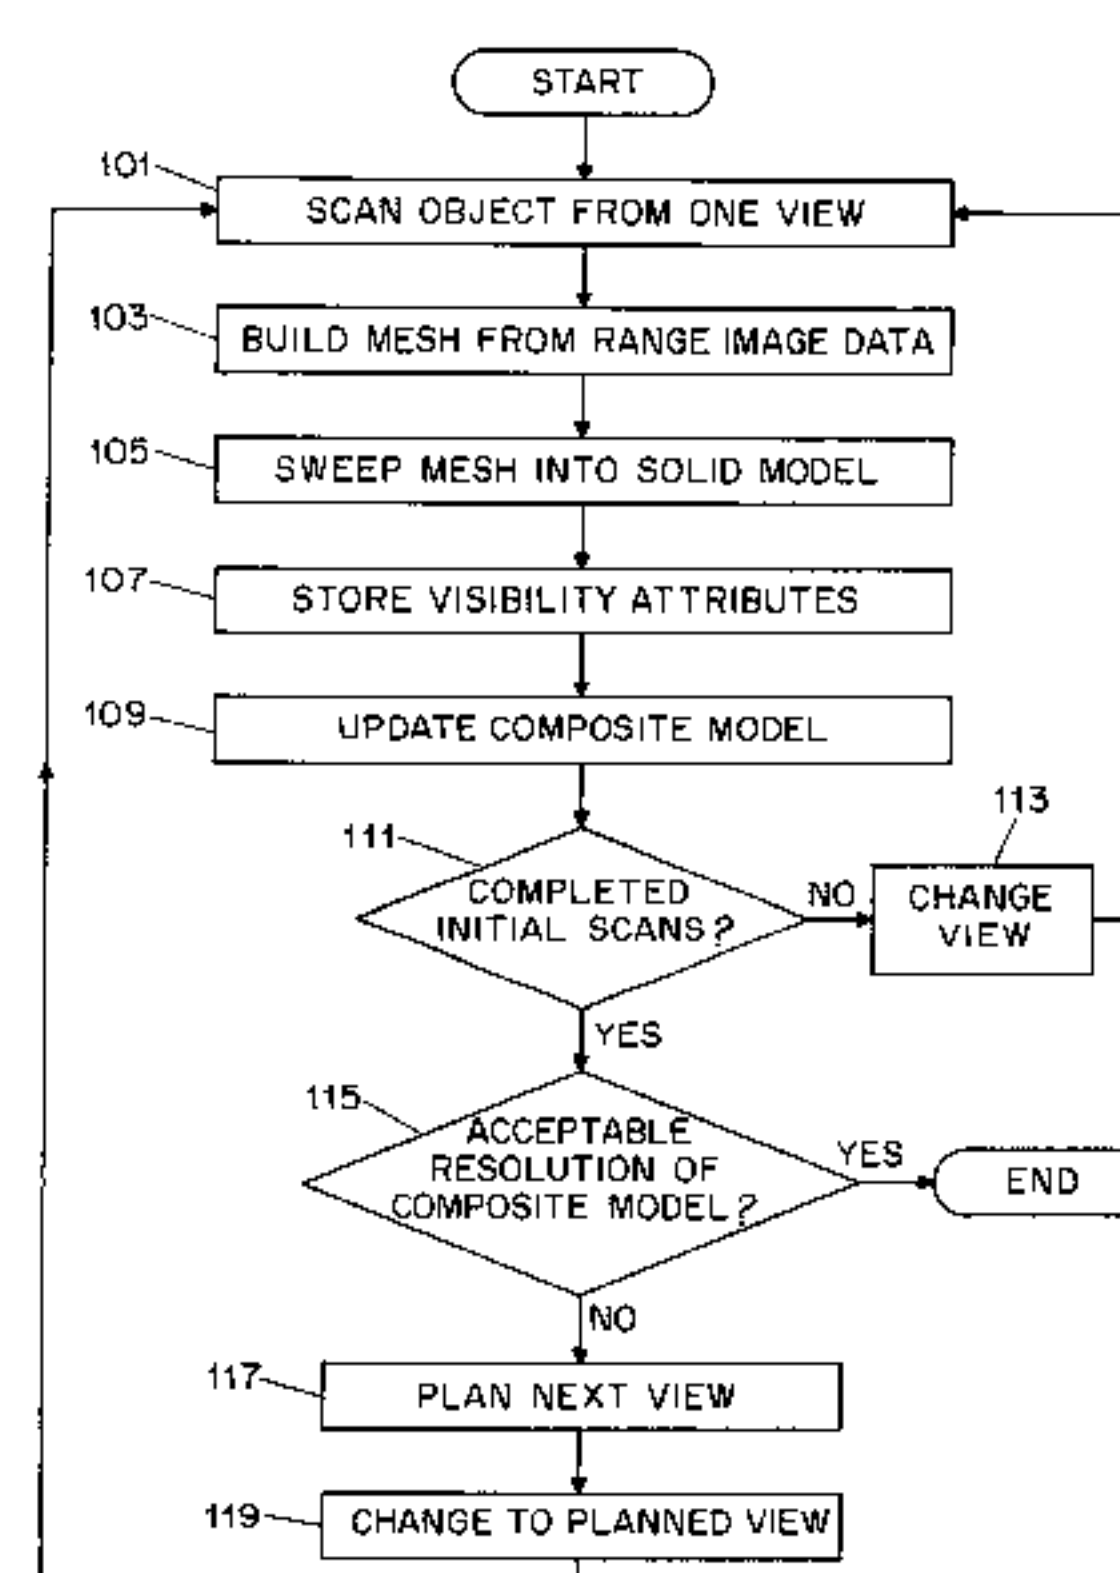 START
101
SCAN OBJECT FROM ONE VIEW
103
BUILD MESH FROM RANGE IMAGE DATA
105
SWEEP MESH INTO SOLID MODEL
107
STORE VISIBILITY ATTRIBUTES
109
UPDATE COMPOSITE MODEL
111
COMPLETED
INITIAL SCANS?
NO
113
CHANGE
VIEW
YES
115
ACCEPTABLE
RESOLUTION OF
COMPOSITE MODEL?
YES
END
NO
117
PLAN NEXT VIEW
119
CHANGE TO PLANNED VIEW